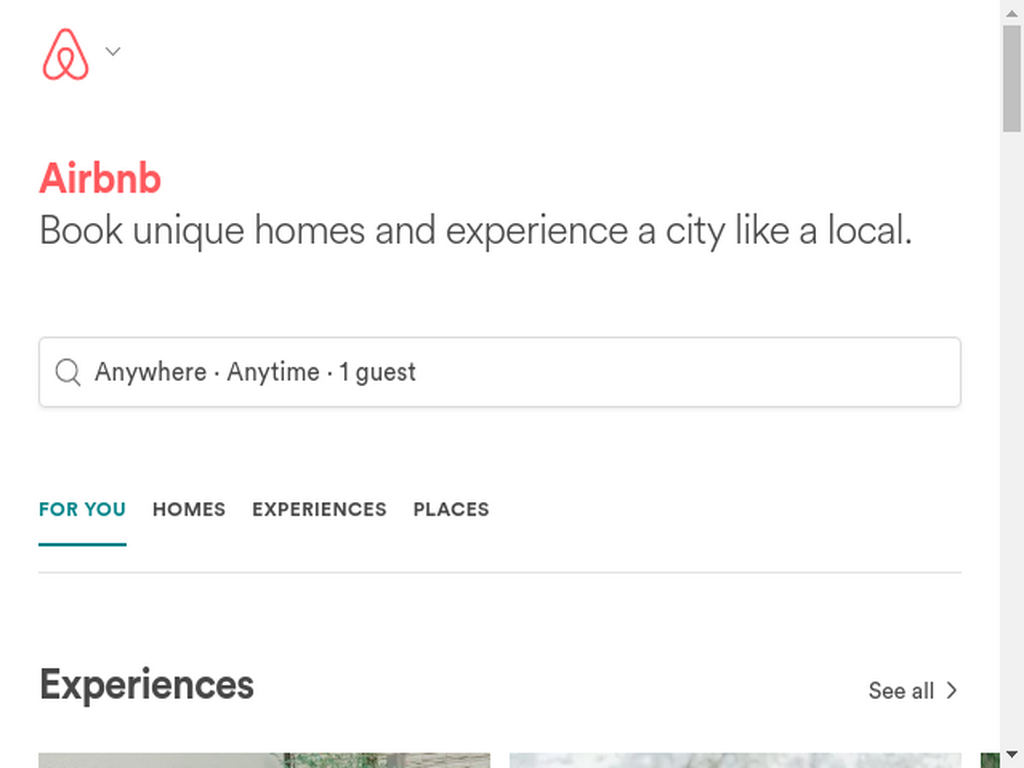 Airbnb
Book unique homes and experience a city like a local.
Anywhere · Anytime · 1 guest
FOR YOU HOMES EXPERIENCES PLACES
Experiences
See all